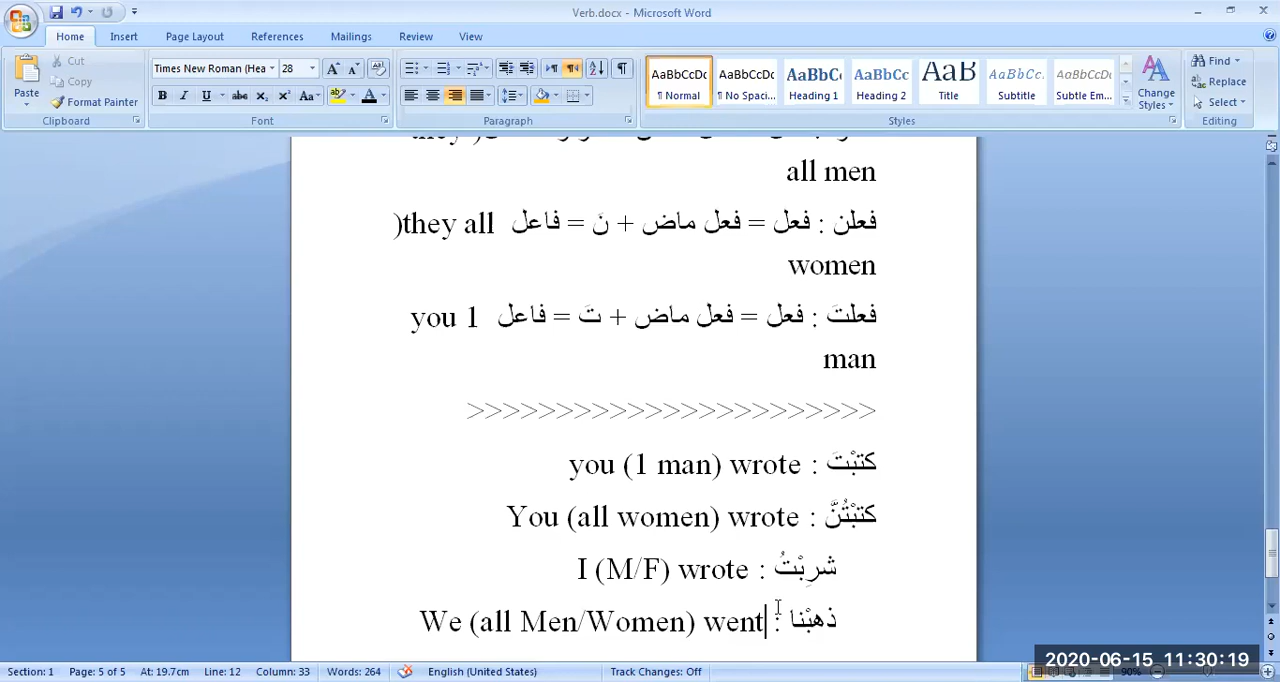 Verb.docx - Microsoft Word
Home Insert Page Layout References Mailings Review View
Paste
Cut
Copy
Format Painter
Clipboard
Times New Roman (Hea 28
Font
Paragraph
AaBbCcDc AaBbCcDc AaBbC AaBbCc AaB AaBbCc. AaBbCcDc
¶ Normal ¶ No Spaci... Heading 1 Heading 2 Title Subtitle Subtle Em...
Change Styles
Styles
Find
Replace
Select
Editing
all men
فعلن : فعل = فعل ماض + نَ = فاعل they all(
women
فعلتَ : فعل = فعل ماض + تَ = فاعل you 1
man
>>>>>>>>>>>>>>>>>>>>>>>
كتبْتَ : you (1 man) wrote
كتبْتُنَّ : You (all women) wrote
شرِبْتُ : I (M/F) wrote
ذهبْنا : We (all Men/Women) went
Section: 1 Page: 5 of 5 At: 19.7cm Line: 12 Column: 33 Words: 264 English (United States) Track Changes: Off 90%
2020-06-15 11:30:19